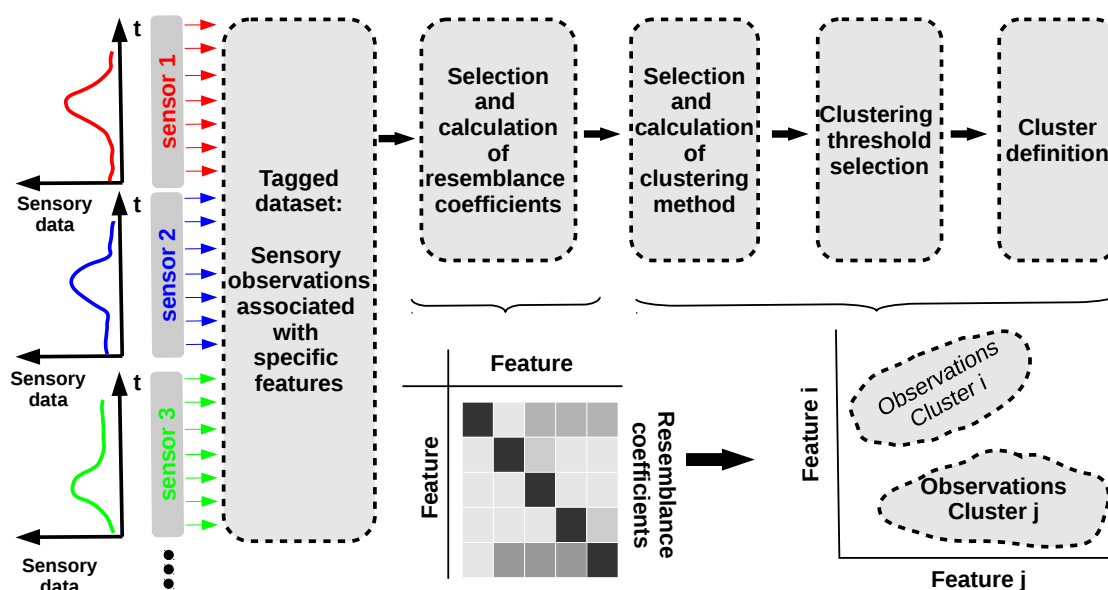 t
sensor 1
Sensory
data
t
sensor 2
Sensory
data
t
sensor 3
Sensory
data
Tagged
dataset:
Sensory
observations
associated
with
specific
features
Selection
and
calculation
of
resemblance
coefficients
Selection
and
calculation
of
clustering
method
Clustering
threshold
selection
Cluster
definition
Feature
Feature
Resemblance
coefficients
Feature i
Observations
Cluster i
Observations
Cluster j
Feature j